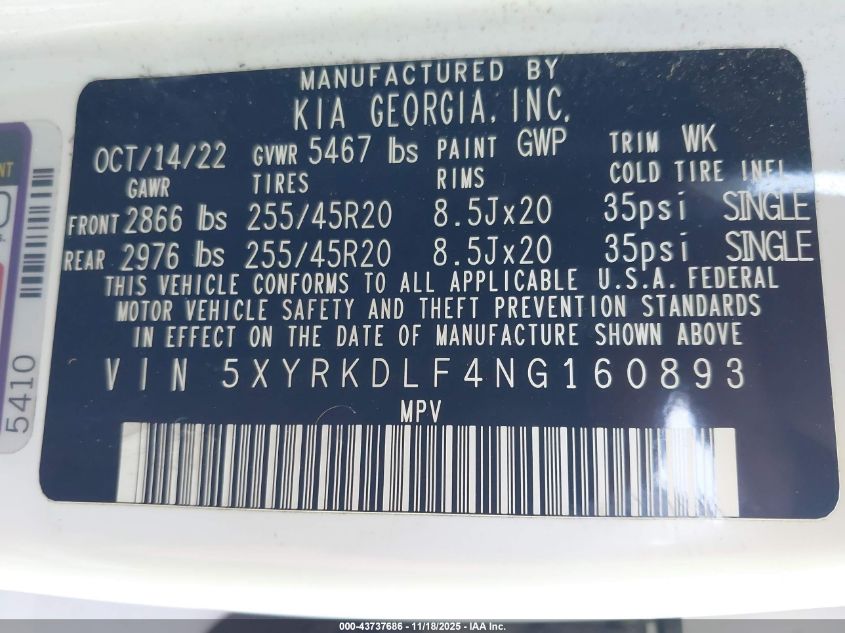 MANUFACTURED BY
KIA GEORGIA, INC.
OCT/14/22 GVWR 5467 lbs PAINT GWP TRIM WK
GAWR TIRES RIMS COLD TIRE INFL
FRONT 2866 lbs 255/45R20 8.5Jx20 35psi SINGLE
REAR 2976 lbs 255/45R20 8.5Jx20 35psi SINGLE
THIS VEHICLE CONFORMS TO ALL APPLICABLE U.S.A. FEDERAL
MOTOR VEHICLE SAFETY AND THEFT PREVENTION STANDARDS
IN EFFECT ON THE DATE OF MANUFACTURE SHOWN ABOVE
VIN 5XYRKDLF4NG160893
MPV
5410
000-43737686 - 11/18/2025 - IAA Inc.